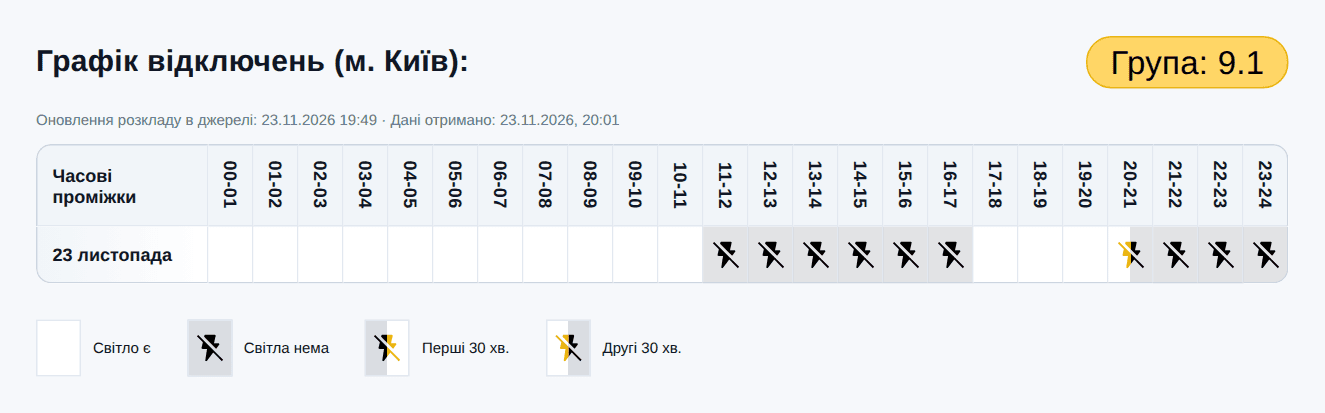 Графік відключень (м. Київ):
Група: 9.1
Оновлення розкладу в джерелі: 23.11.2026 19:49 · Дані отримано: 23.11.2026, 20:01
Часові
проміжки
00-01
01-02
02-03
03-04
04-05
05-06
06-07
07-08
08-09
09-10
10-11
11-12
12-13
13-14
14-15
15-16
16-17
17-18
18-19
19-20
20-21
21-22
22-23
23-24
23 листопада
Світло є
Світла нема
Перші 30 хв.
Другі 30 хв.